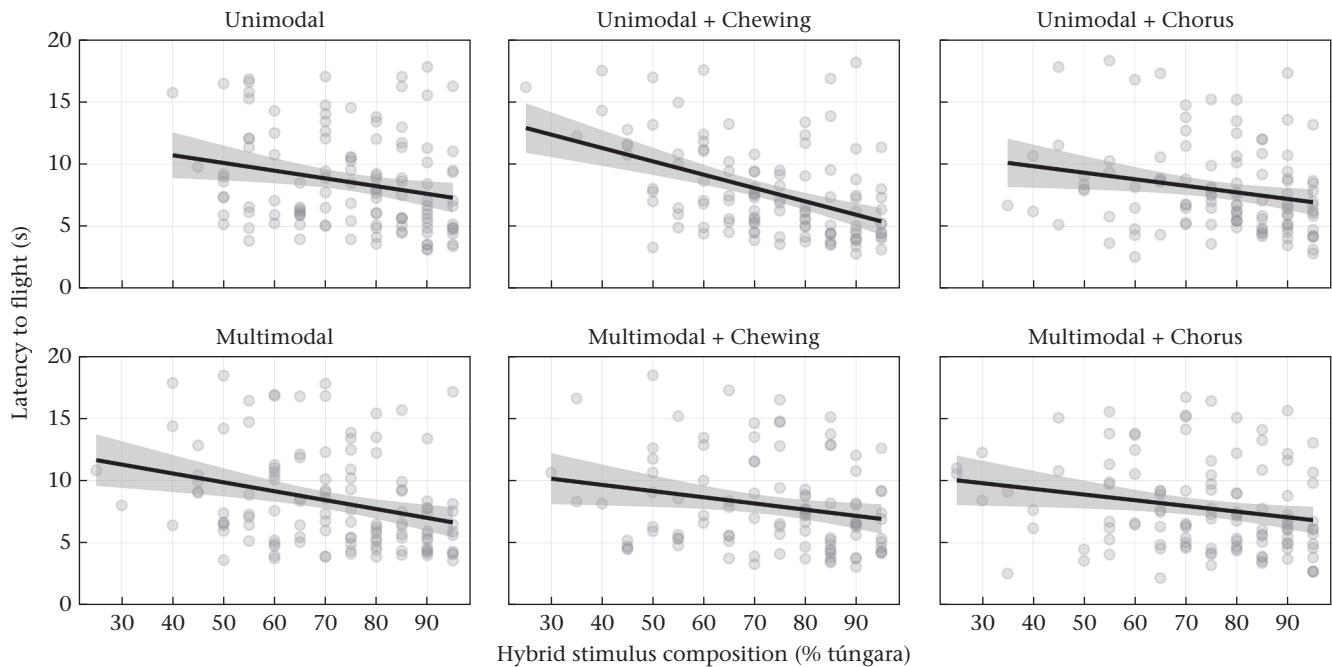 Unimodal
Unimodal + Chewing
Unimodal + Chorus
20
15
10
5
0
Multimodal
Multimodal + Chewing
Multimodal + Chorus
20
15
10
5
0
30 40 50 60 70 80 90
30 40 50 60 70 80 90
30 40 50 60 70 80 90
Latency to flight (s)
Hybrid stimulus composition (% túngara)